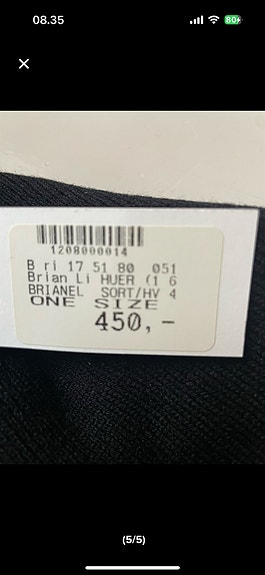 08.35
80
1208000014
B ri 17 51 80 051
Brian Li HUER (1 6
BRIANEL SORT/HV 4
ONE SIZE
450,-
(5/5)